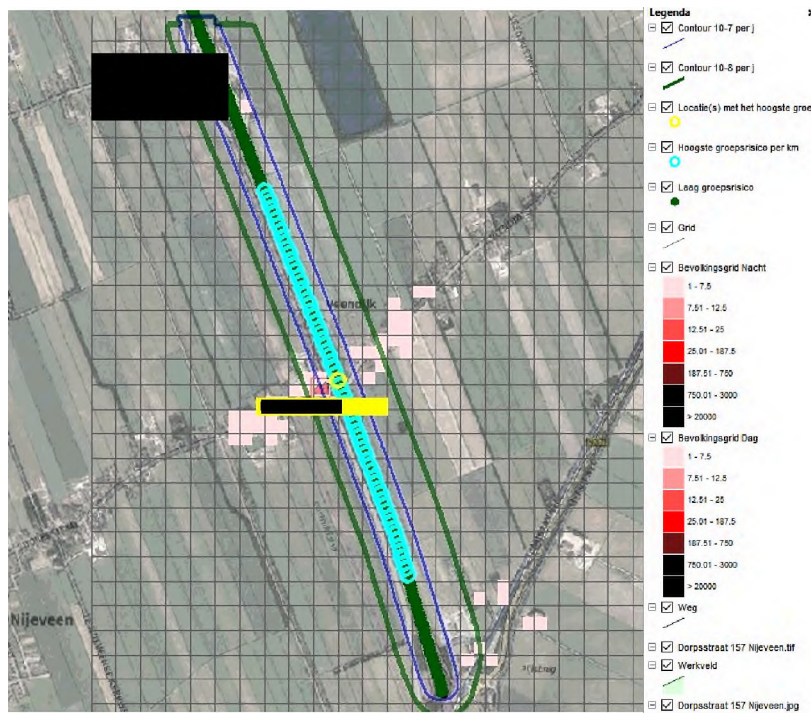 Legenda
Contour 10-7 per j
Contour 10-8 per j
Locatie(s) met het hoogste groe
Hoogste groepsrisico per km
Laag groepsrisico
Grid
Bevolkingsgrid Nacht
1 - 7.5
7.51 - 12.5
12.51 - 25
25.01 - 187.5
187.51 - 750
750.01 - 3000
> 20000
Bevolkingsgrid Dag
1 - 7.5
7.51 - 12.5
12.51 - 25
25.01 - 187.5
187.51 - 750
750.01 - 3000
> 20000
Weg
Dorpsstraat 157 Nijeveen.tif
Werkveld
Dorpsstraat 157 Nijeveen.jpg
Nijeveen